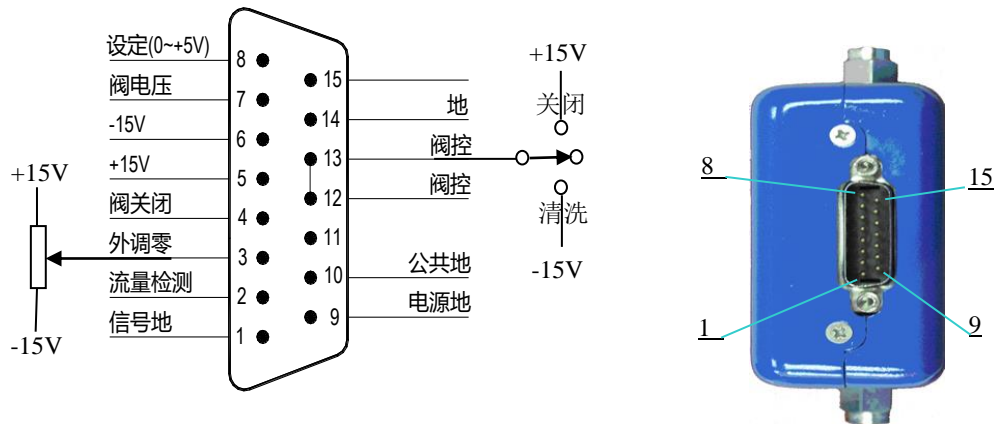 设定(0~+5V)
8
阀电压
7
-15V
6
+15V
5
阀关闭
4
外调零
3
流量检测
2
信号地
1
+15V
-15V
15
地
14
阀控
13
阀控
12
11
公共地
10
电源地
9
+15V
关闭
清洗
-15V
8
15
1
9